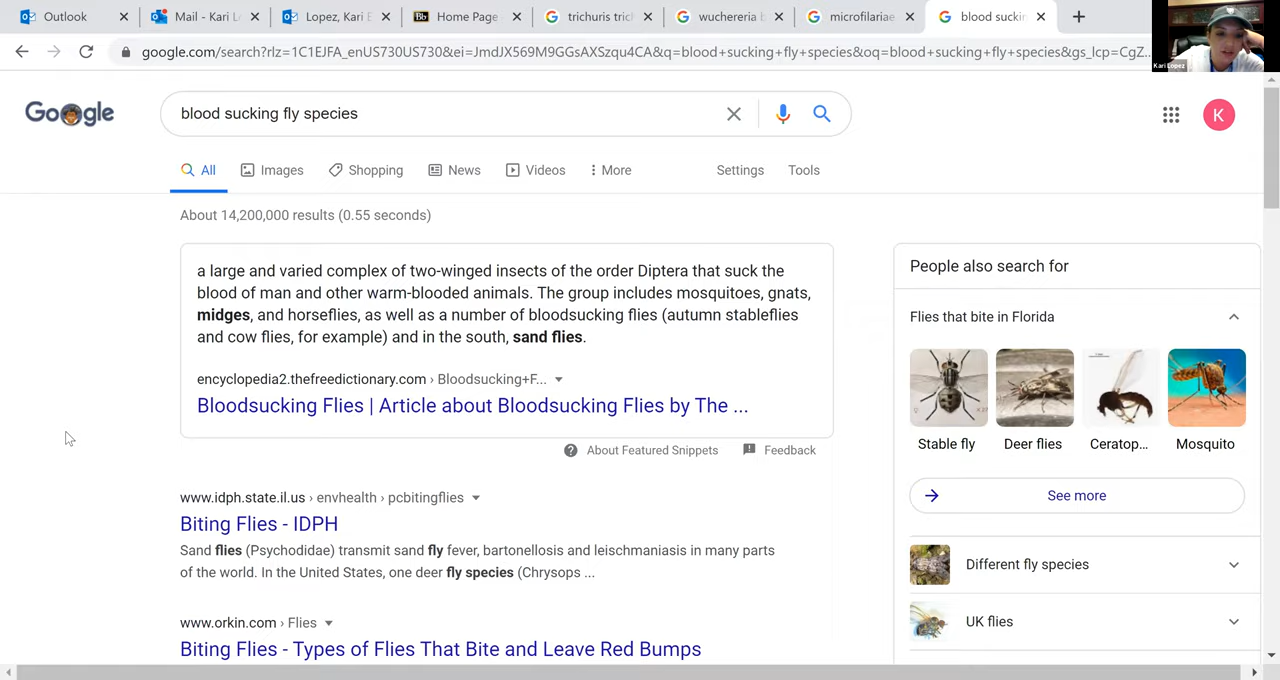 Outlook
Mail - Kari L
Lopez, Kari E
Bb Home Page
trichuris tric
wuchereria b
microfilariae
blood suckin
google.com/search?rlz=1C1EJFA_enUS730US730&ei=JmdJX569M9GGsAXSzqu4CA&q=blood+sucking+fly+species&oq=blood+sucking+fly+species&gs_lcp=CgZ...
Kari Lopez
Google
blood sucking fly species
K
All
Images
Shopping
News
Videos
More
Settings
Tools
About 14,200,000 results (0.55 seconds)
a large and varied complex of two-winged insects of the order Diptera that suck the
blood of man and other warm-blooded animals. The group includes mosquitoes, gnats,
midges, and horseflies, as well as a number of bloodsucking flies (autumn stableflies
and cow flies, for example) and in the south, sand flies.
encyclopedia2.thefreedictionary.com › Bloodsucking+F...
Bloodsucking Flies | Article about Bloodsucking Flies by The ...
About Featured Snippets
Feedback
www.idph.state.il.us › envhealth › pcbitingflies
Biting Flies - IDPH
Sand flies (Psychodidae) transmit sand fly fever, bartonellosis and leischmaniasis in many parts
of the world. In the United States, one deer fly species (Chrysops ...
www.orkin.com › Flies
Biting Flies - Types of Flies That Bite and Leave Red Bumps
People also search for
Flies that bite in Florida
Stable fly
Deer flies
Ceratop...
Mosquito
See more
Different fly species
UK flies